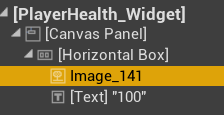 [PlayerHealth_Widget]
[Canvas Panel]
[Horizontal Box]
Image_141
[Text] "100"